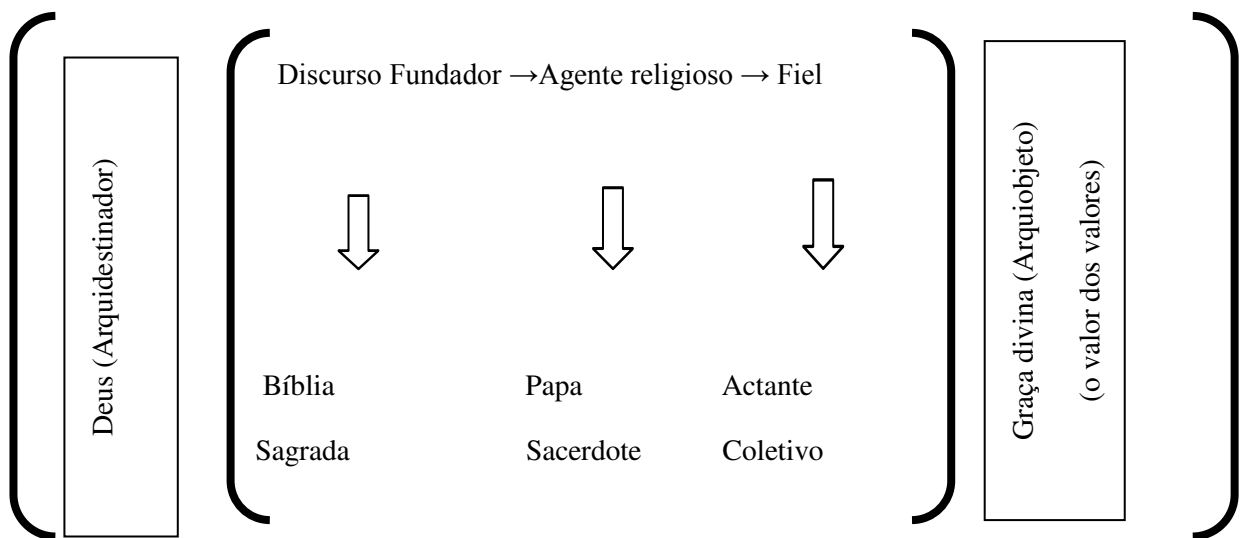 Deus (Arquidestinador)
Discurso Fundador →Agente religioso → Fiel
Bíblia Papa Actante
Sagrada Sacerdote Coletivo
Graça divina (Arquiobjeto)
(o valor dos valores)